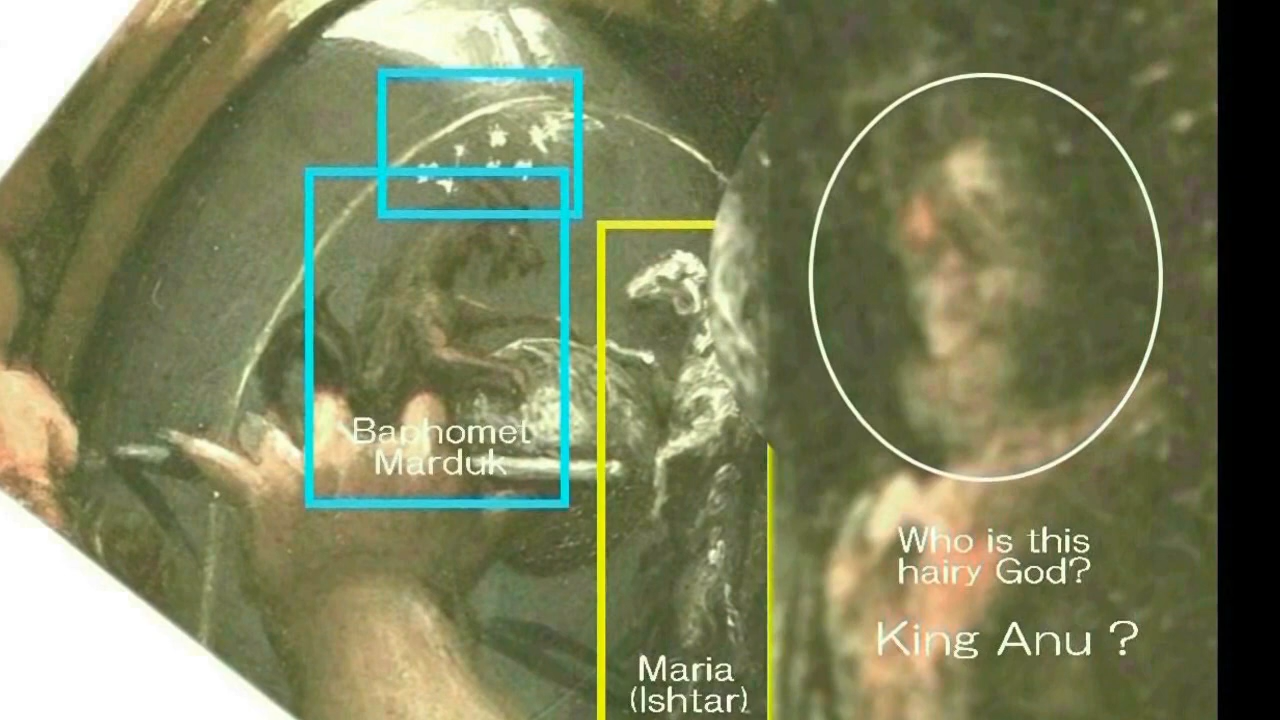 Baphomet
Marduk
Maria
(Ishtar)
Who is this
hairy God?
King Anu ?